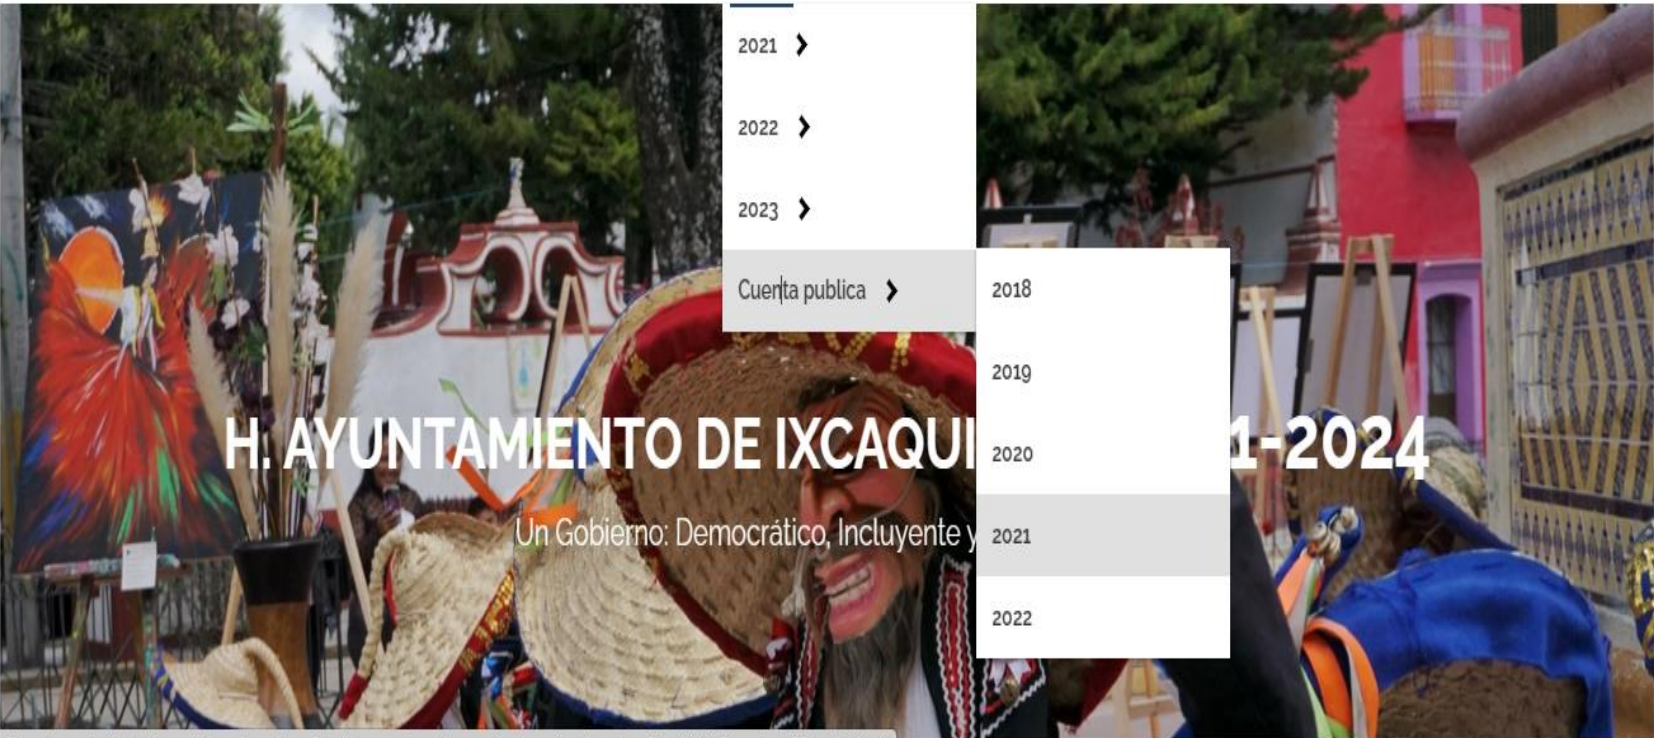 2021
2022
2023
Cuenta publica
2018
2019
2020
2021
2022
H. AYUNTAMIENTO DE IXCAQUI 1-2024
Un Gobierno: Democrático, Incluyente y